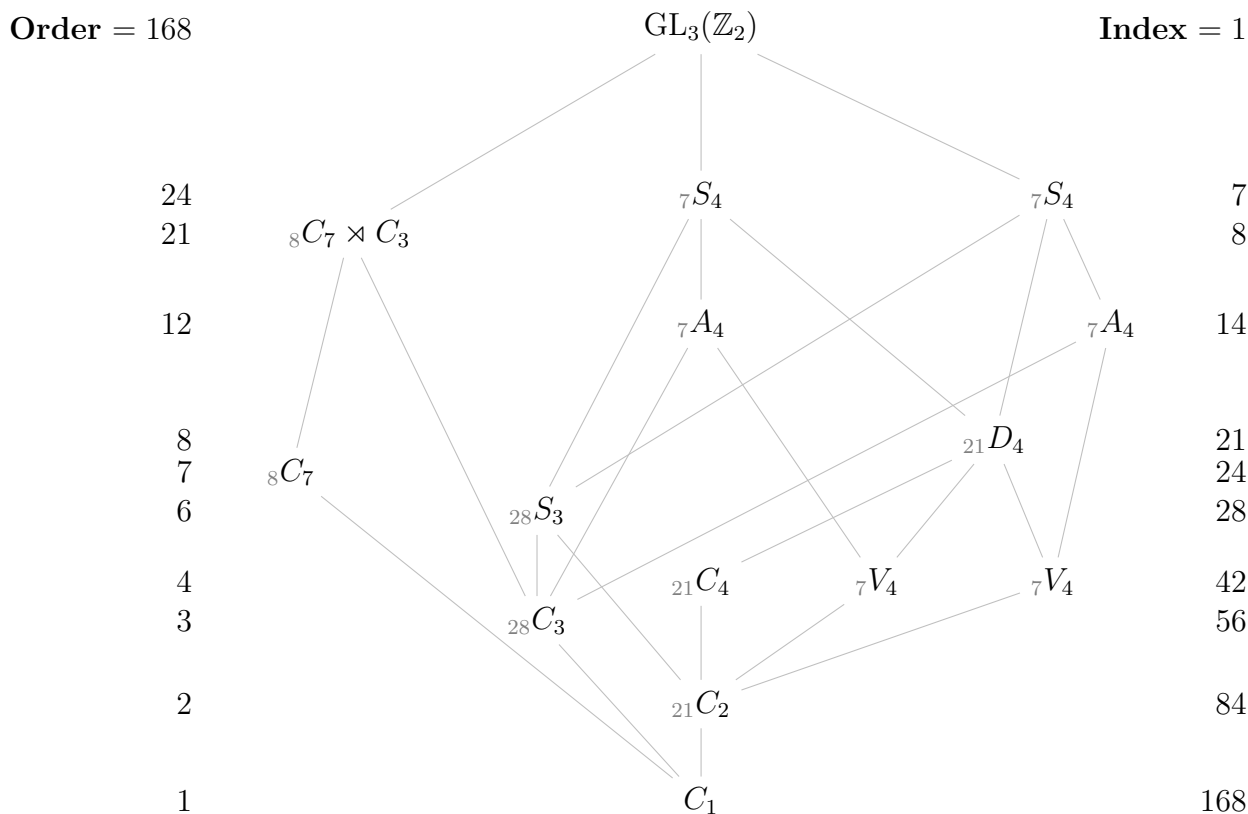 Order = 168 GL₃(ℤ₂) Index = 1
24 ₇S₄ ₇S₄ 7
21 ₈C₇ ⋊ C₃ 8
12 ₇A₄ ₇A₄ 14
8 ₂₁D₄ 21
7 ₈C₇ 24
6 ₂₈S₃ 28
4 ₂₁C₄ ₇V₄ ₇V₄ 42
3 ₂₈C₃ 56
2 ₂₁C₂ 84
1 C₁ 168